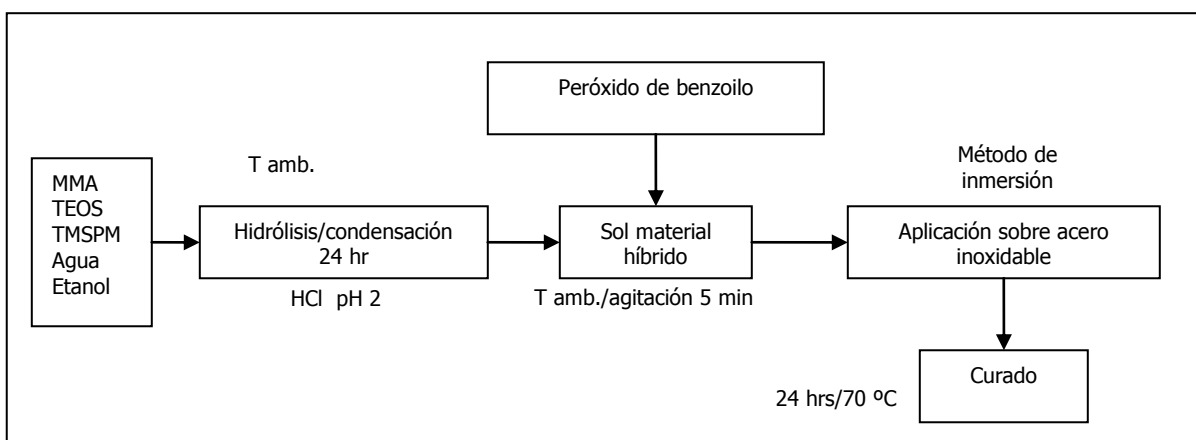 Peróxido de benzoilo
MMA
TEOS
TMSPM
Agua
Etanol
T amb.
Hidrólisis/condensación
24 hr
HCl  pH 2
Sol material
híbrido
T amb./agitación 5 min
Método de
inmersión
Aplicación sobre acero
inoxidable
Curado
24 hrs/70 ºC